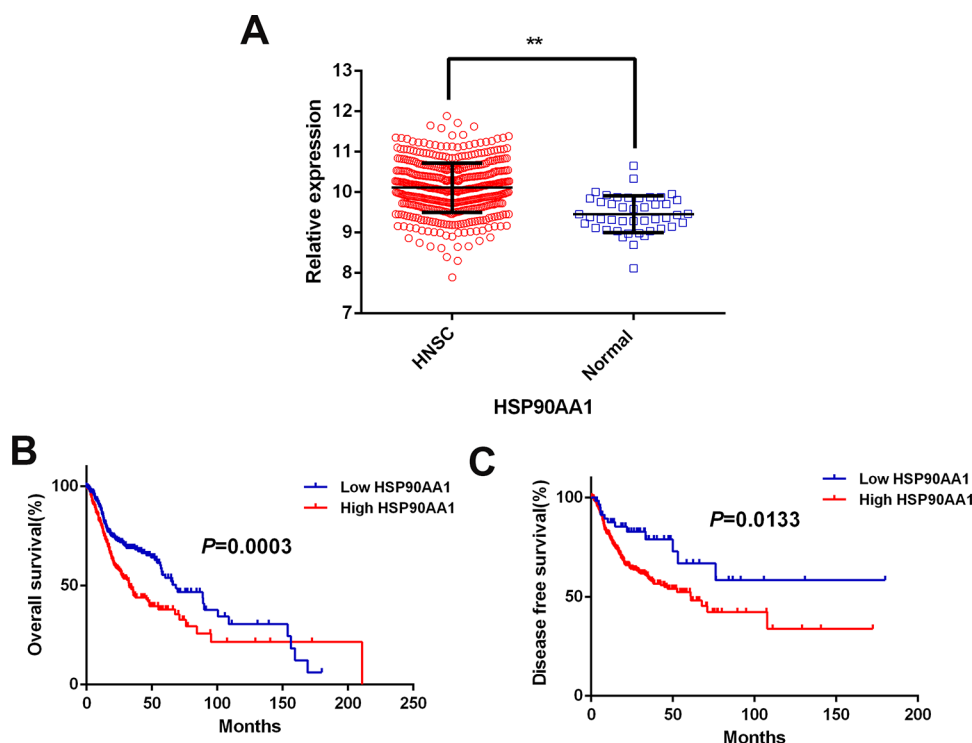 A
**
Relative expression
13
12
11
10
9
8
7
HNSC
Normal
HSP90AA1
B
Overall survival(%)
100
50
0
0 50 100 150 200 250
Months
Low HSP90AA1
High HSP90AA1
P=0.0003
C
Disease free survival(%)
100
50
0
0 50 100 150 200
Months
Low HSP90AA1
High HSP90AA1
P=0.0133